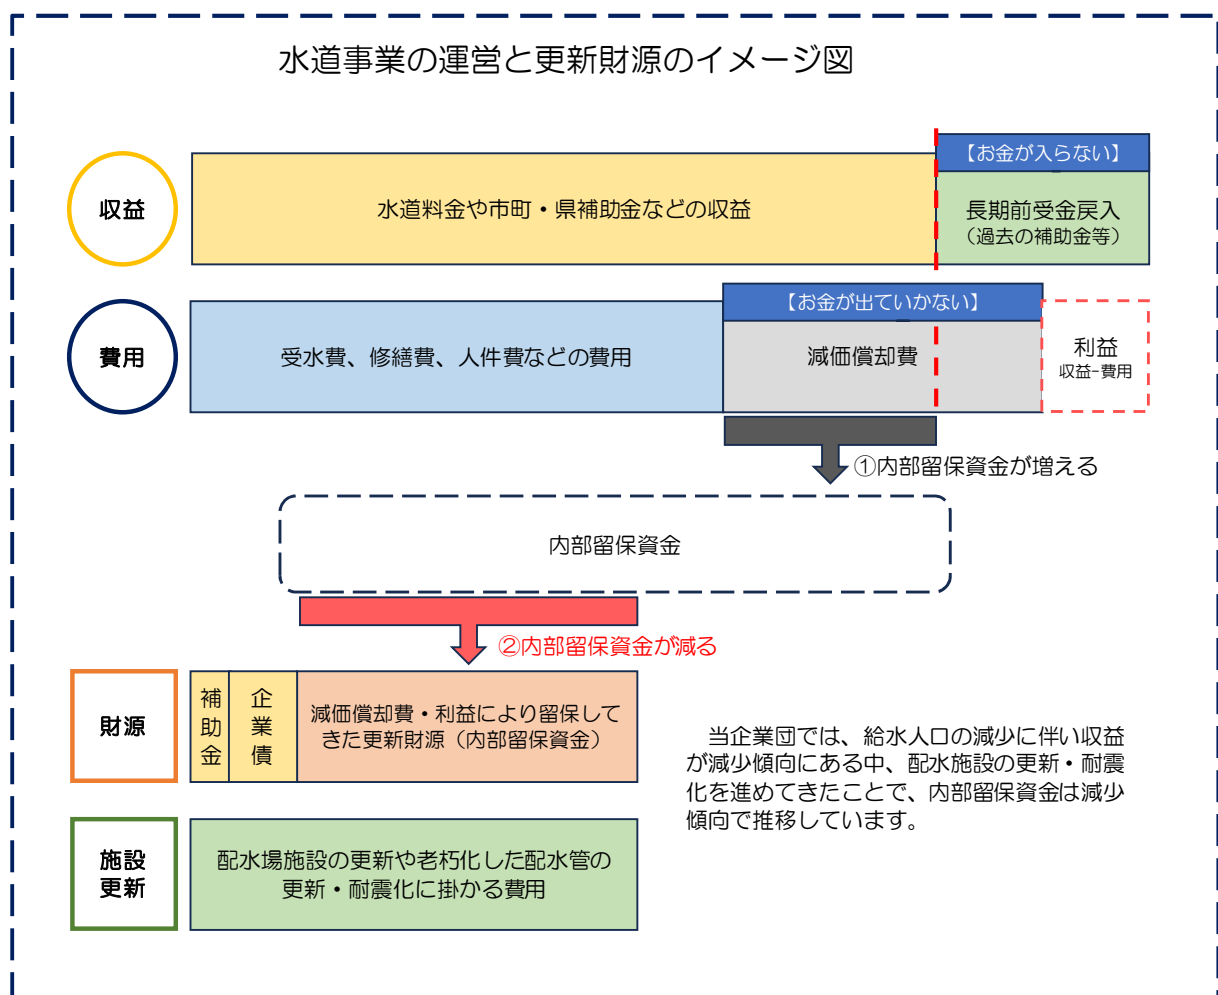 水道事業の運営と更新財源のイメージ図
収益
水道料金や市町・県補助金などの収益
【お金が入らない】
長期前受金戻入
（過去の補助金等）
費用
受水費、修繕費、人件費などの費用
【お金が出ていかない】
減価償却費
利益
収益-費用
①内部留保資金が増える
内部留保資金
②内部留保資金が減る
財源
補助金
企業債
減価償却費・利益により留保して
きた更新財源（内部留保資金）
当企業団では、給水人口の減少に伴い収益
が減少傾向にある中、配水施設の更新・耐震
化を進めてきたことで、内部留保資金は減少
傾向で推移しています。
施設
更新
配水場施設の更新や老朽化した配水管の
更新・耐震化に掛かる費用